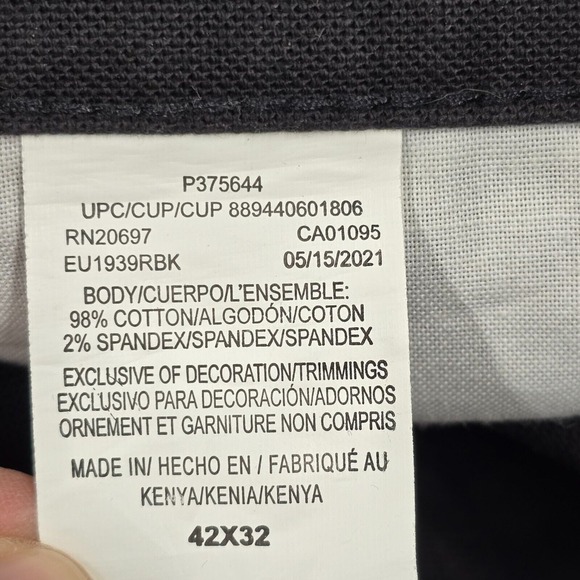 P375644
UPC/CUP/CUP 889440601806
RN20697 CA01095
EU1939RBK 05/15/2021
BODY/CUERPO/L'ENSEMBLE:
98% COTTON/ALGODÓN/COTON
2% SPANDEX/SPANDEX/SPANDEX
EXCLUSIVE OF DECORATION/TRIMMINGS
EXCLUSIVO PARA DECORACIÓN/ADORNOS
ORNEMENT ET GARNITURE NON COMPRIS
MADE IN/ HECHO EN / FABRIQUÉ AU
KENYA/KENIA/KENYA
42X32